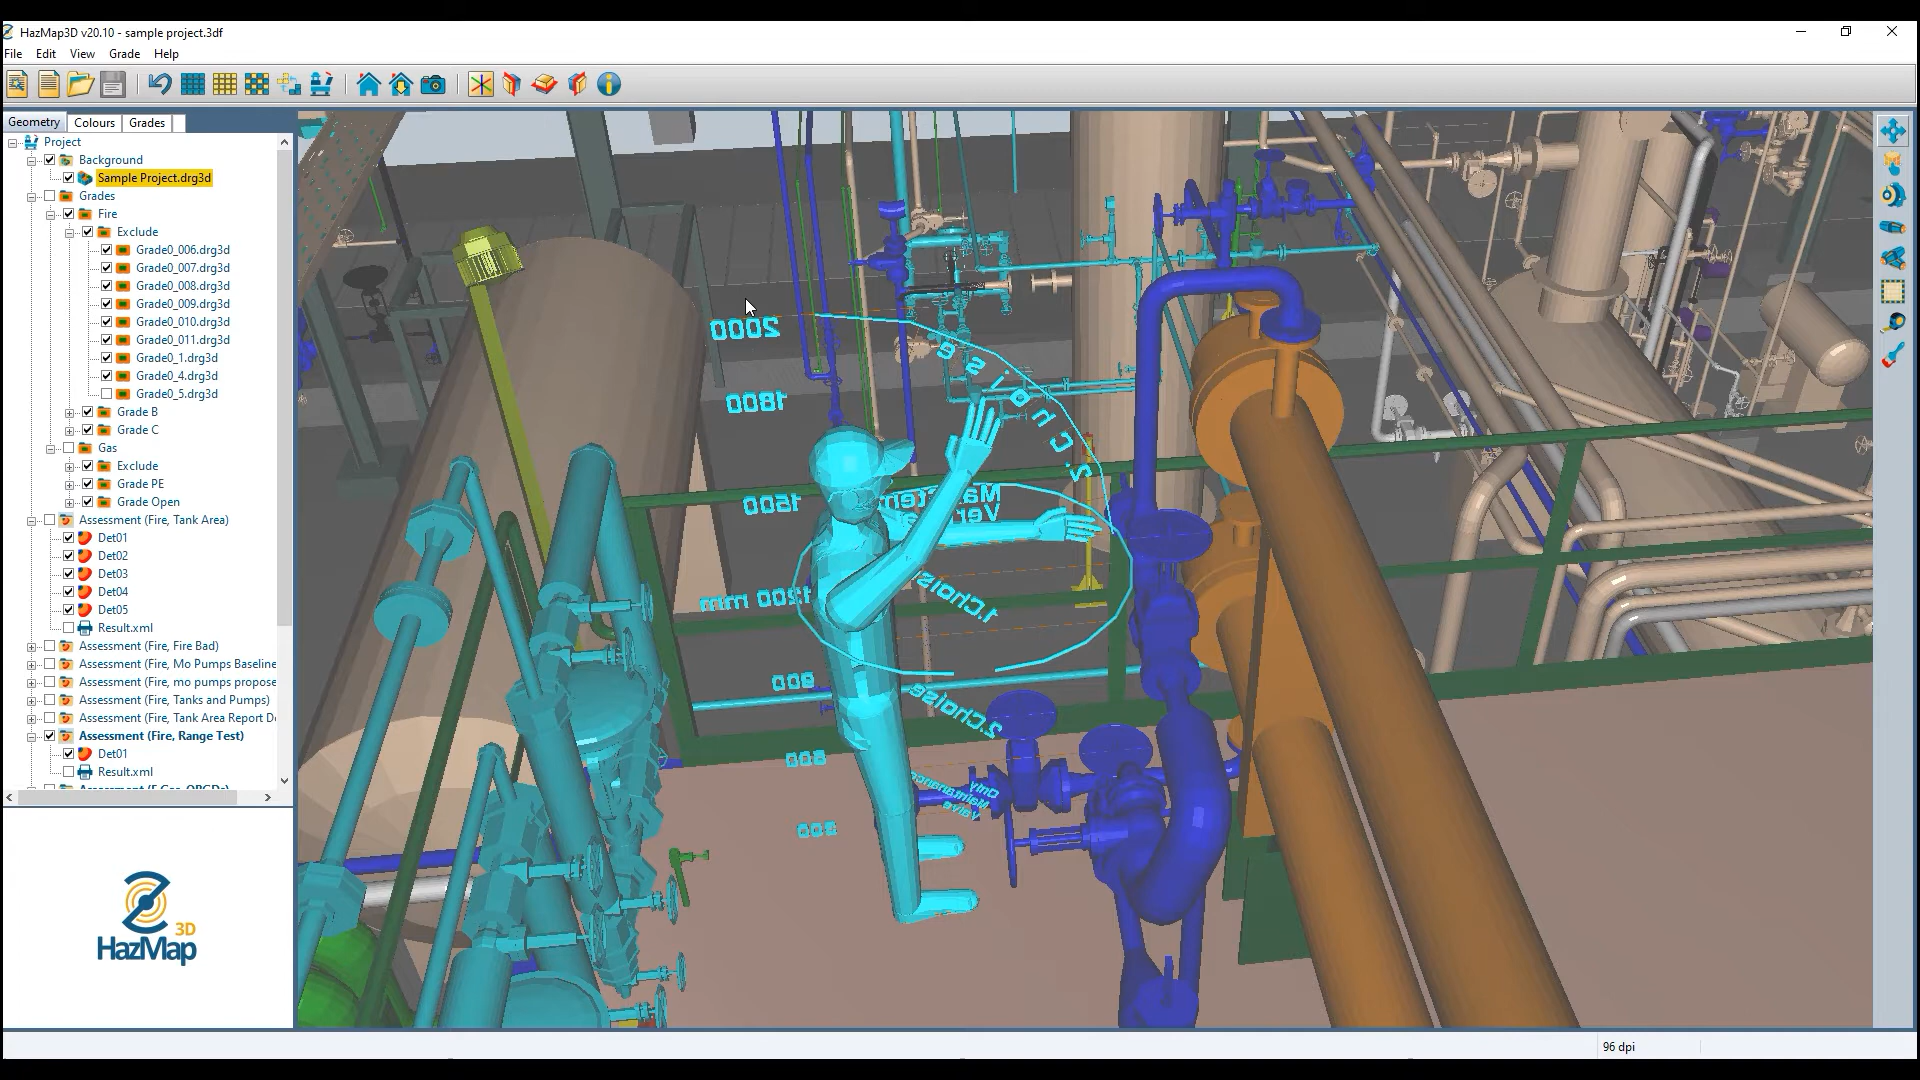 HazMap3D v20.10 - sample project.3df
File Edit View Grade Help
Geometry Colours Grades
Project
Background
Sample Project.drg3d
Grades
Fire
Exclude
Grade0_006.drg3d
Grade0_007.drg3d
Grade0_008.drg3d
Grade0_009.drg3d
Grade0_010.drg3d
Grade0_011.drg3d
Grade0_1.drg3d
Grade0_4.drg3d
Grade0_5.drg3d
Grade B
Grade C
Gas
Exclude
Grade PE
Grade Open
Assessment (Fire, Tank Area)
Det01
Det02
Det03
Det04
Det05
Result.xml
Assessment (Fire, Fire Bad)
Assessment (Fire, Mo Pumps Baseline
Assessment (Fire, mo pumps propose
Assessment (Fire, Tanks and Pumps)
Assessment (Fire, Tank Area Report D
Assessment (Fire, Range Test)
Det01
Result.xml
3D
HazMap
2000
1800
1500
1200 mm
2.Choise
1.Chois
2.Choise
Only
Maintenance
Valve
96 dpi